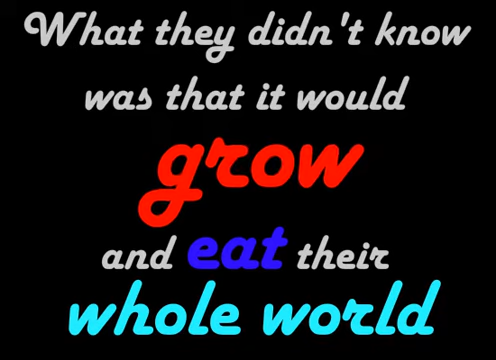 What they didn't know
was that it would
grow
and eat their
whole world